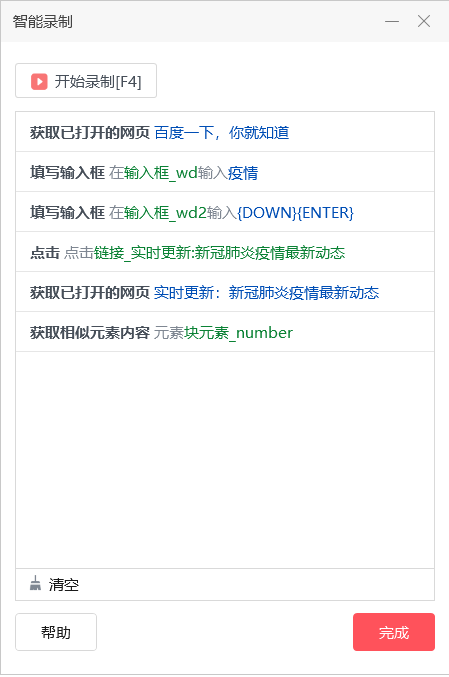 智能录制
开始录制[F4]
获取已打开的网页 百度一下，你就知道
填写输入框 在输入框_wd输入疫情
填写输入框 在输入框_wd2输入{DOWN}{ENTER}
点击 点击链接_实时更新:新冠肺炎疫情最新动态
获取已打开的网页 实时更新：新冠肺炎疫情最新动态
获取相似元素内容 元素块元素_number
清空
帮助
完成